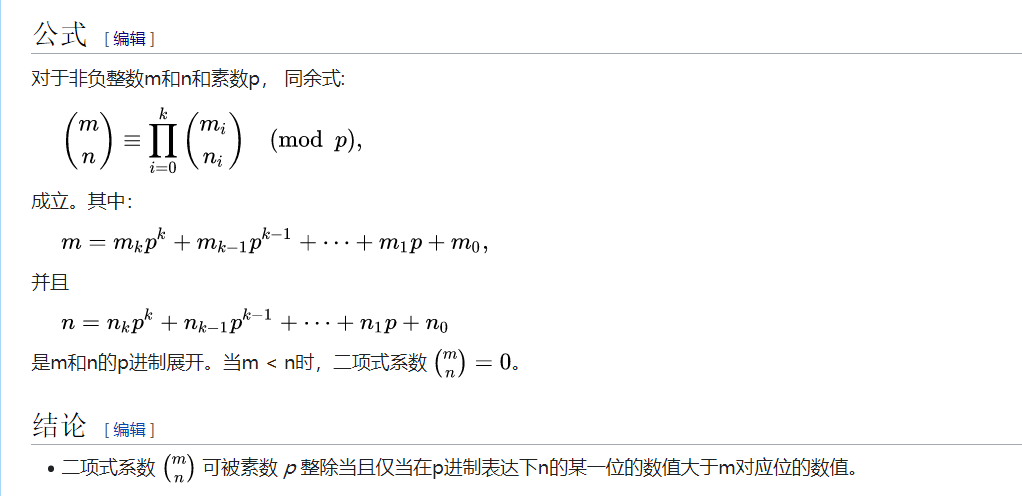 公式 [ 编辑 ]
对于非负整数m和n和素数p， 同余式:
\binom{m}{n} \equiv \prod_{i=0}^{k} \binom{m_i}{n_i} \pmod p,
成立。其中：
m = m_k p^k + m_{k-1} p^{k-1} + \cdots + m_1 p + m_0,
并且
n = n_k p^k + n_{k-1} p^{k-1} + \cdots + n_1 p + n_0
是m和n的p进制展开。当m < n时，二项式系数 \binom{m}{n} = 0。
结论 [ 编辑 ]
• 二项式系数 \binom{m}{n} 可被素数 p 整除当且仅当在p进制表达下n的某一位的数值大于m对应位的数值。